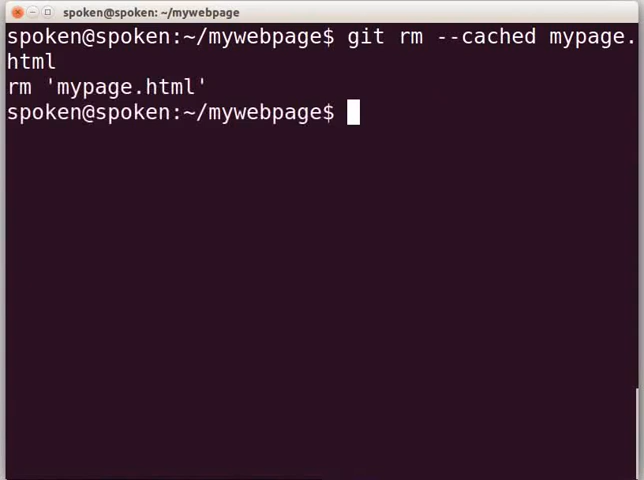 spoken@spoken: ~/mywebpage
spoken@spoken:~/mywebpage$ git rm --cached mypage.
html
rm 'mypage.html'
spoken@spoken:~/mywebpage$